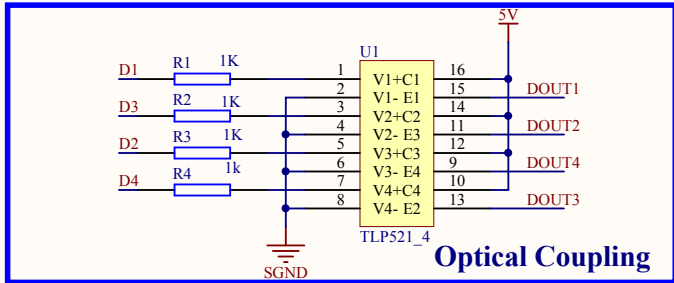 5V
U1
D1 R1 1K 1 V1+C1 16
2 V1- E1 15 DOUT1
D3 R2 1K 3 V2+C2 14
4 V2- E3 11 DOUT2
D2 R3 1K 5 V3+C3 12
6 V3- E4 9 DOUT4
D4 R4 1k 7 V4+C4 10
8 V4- E2 13 DOUT3
TLP521_4
SGND
Optical Coupling